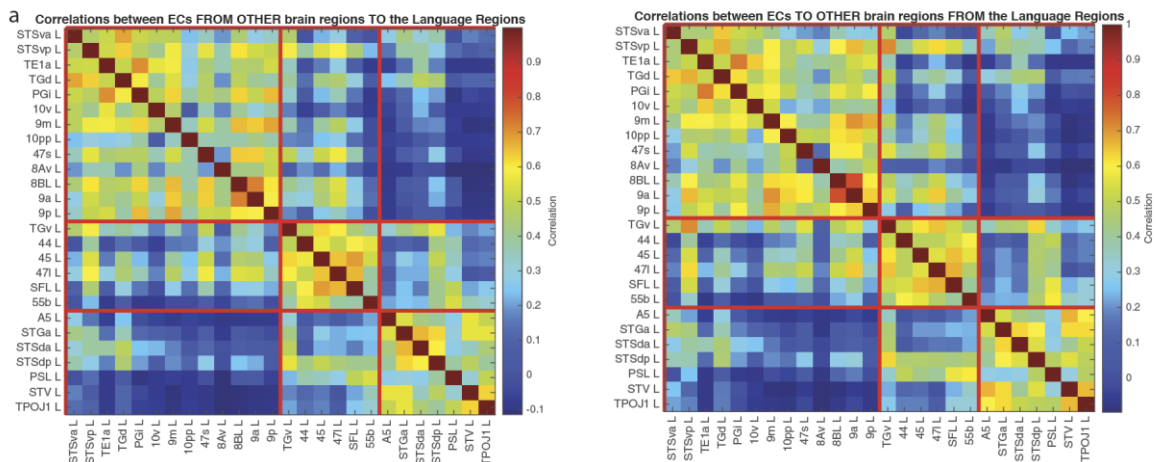 a
Correlations between ECs FROM OTHER brain regions TO the Language Regions
STSva L
STSvp L
TE1a L
TGd L
PGi L
10v L
9m L
10pp L
47s L
8Av L
8BL L
9a L
9p L
TGv L
44 L
45 L
47l L
SFL L
55b L
A5 L
STGa L
STSda L
STSdp L
PSL L
STV L
TPOJ1 L
STSva L
STSvp L
TE1a L
TGd L
PGi L
10v L
9m L
10pp L
47s L
8Av L
8BL L
9a L
9p L
TGv L
44 L
45 L
47l L
SFL L
55b L
A5 L
STGa L
STSda L
STSdp L
PSL L
STV L
TPOJ1 L
0.9
0.8
0.7
0.6
0.5
0.4
0.3
0.2
0.1
0
-0.1
Correlation
Correlations between ECs TO OTHER brain regions FROM the Language Regions
STSva L
STSvp L
TE1a L
TGd L
PGi L
10v L
9m L
10pp L
47s L
8Av L
8BL L
9a L
9p L
TGv L
44 L
45 L
47l L
SFL L
55b L
A5 L
STGa L
STSda L
STSdp L
PSL L
STV L
TPOJ1 L
STSva L
STSvp L
TE1a L
TGd L
PGi L
10v L
9m L
10pp L
47s L
8Av L
8BL L
9a L
9p L
TGv L
44 L
45 L
47l L
SFL L
55b L
A5 L
STGa L
STSda L
STSdp L
PSL L
STV L
TPOJ1 L
1
0.9
0.8
0.7
0.6
0.5
0.4
0.3
0.2
0.1
0
Correlation